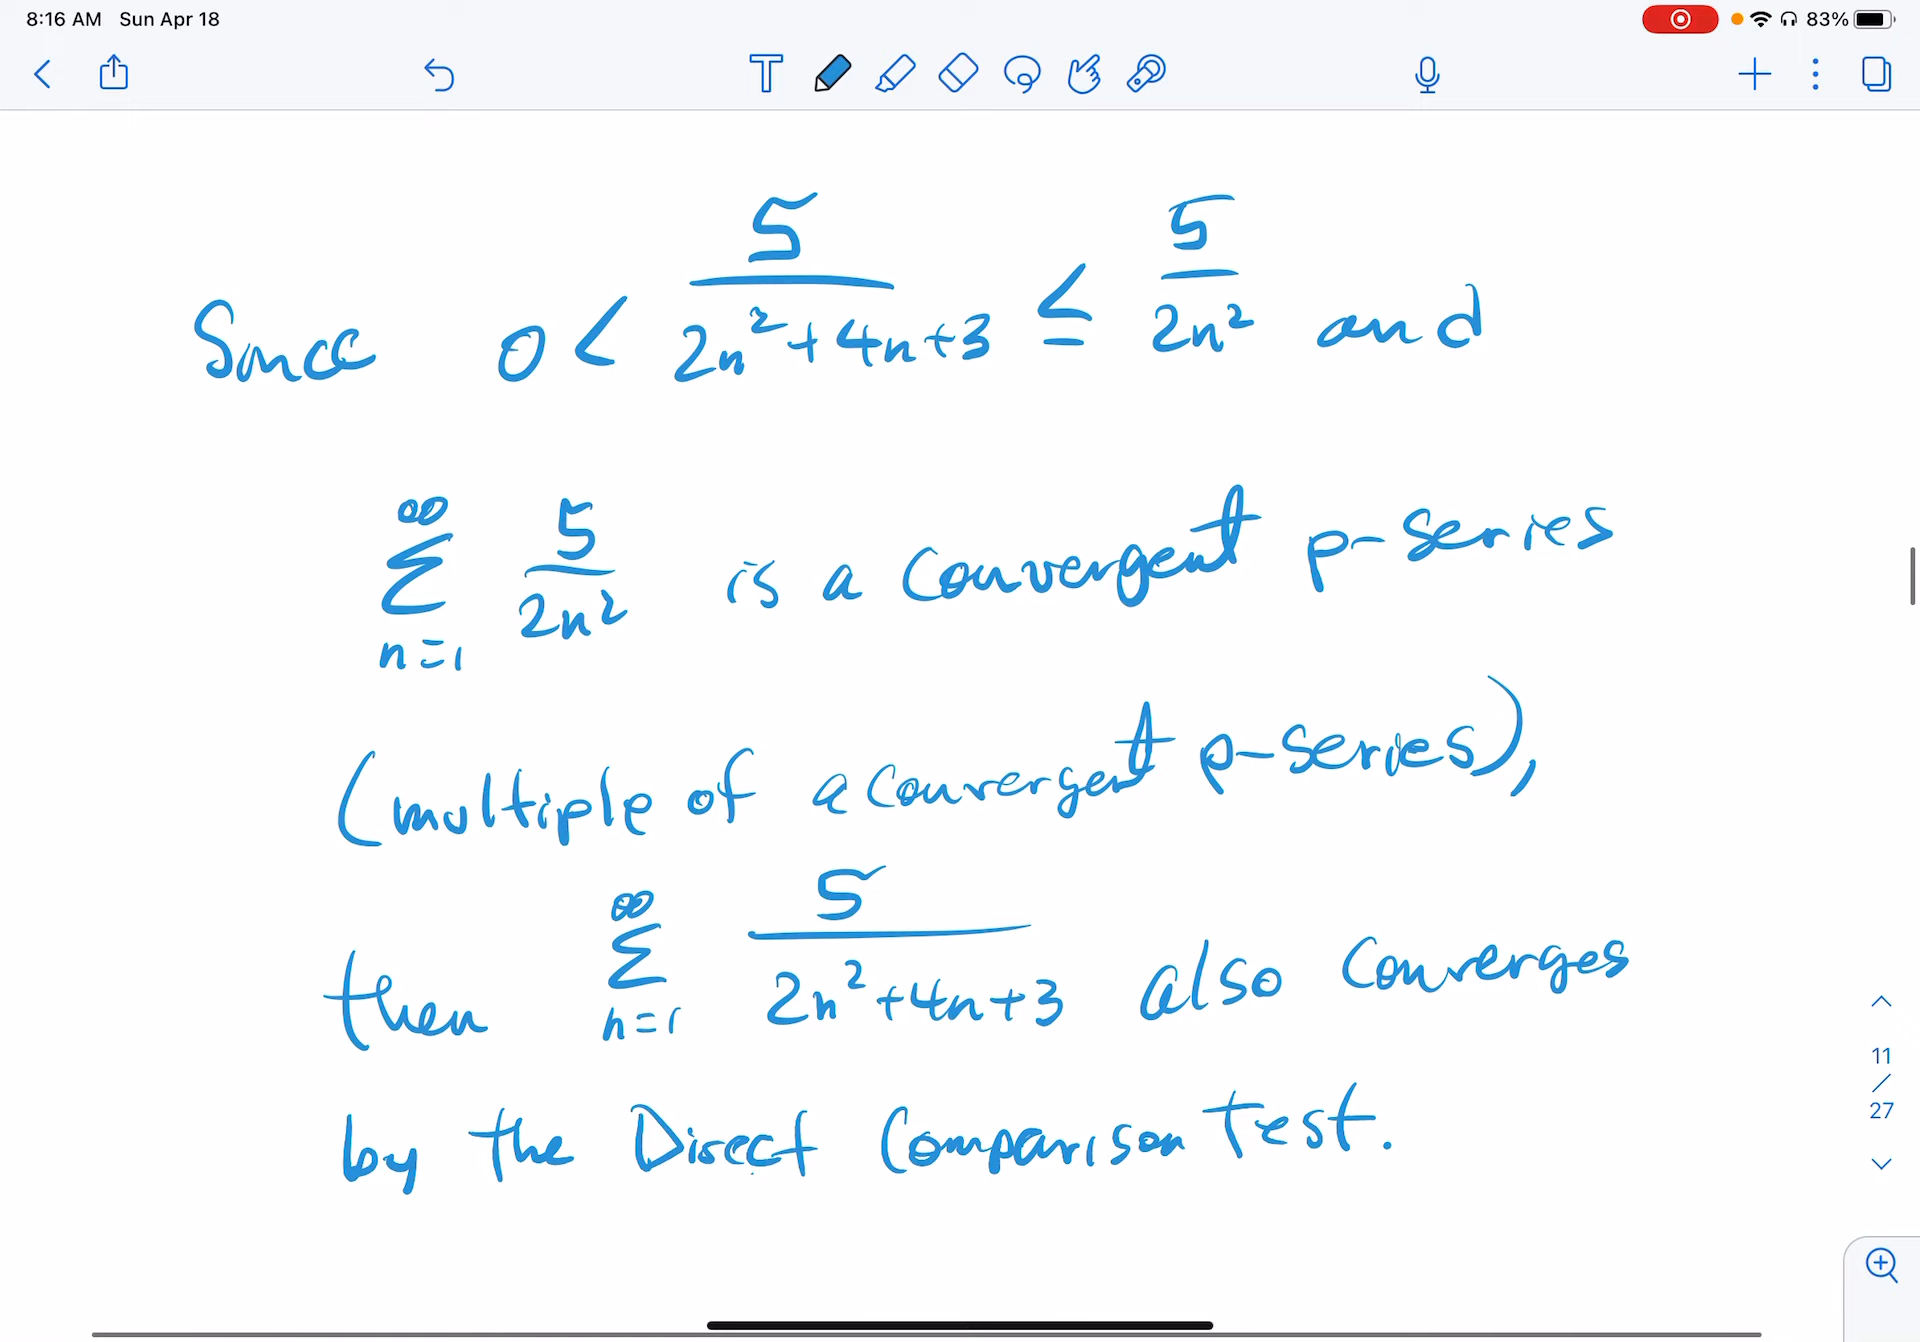 8:16 AM Sun Apr 18 83%
Since 0 < 5/(2n²+4n+3) ≤ 5/(2n²) and
∞ Σ n=1 5/(2n²) is a convergent p-series
(multiple of a convergent p-series),
then ∞ Σ n=1 5/(2n²+4n+3) also converges
by the Direct Comparison Test.
11
/
27